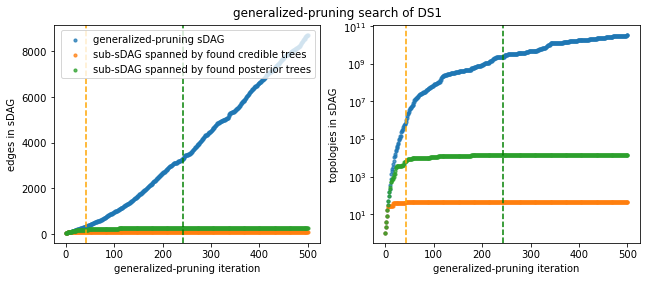 generalized-pruning search of DS1
generalized-pruning sDAG
sub-sDAG spanned by found credible trees
sub-sDAG spanned by found posterior trees
edges in sDAG
8000
6000
4000
2000
0
0 100 200 300 400 500
generalized-pruning iteration
topologies in sDAG
10^11
10^9
10^7
10^5
10^3
10^1
0 100 200 300 400 500
generalized-pruning iteration